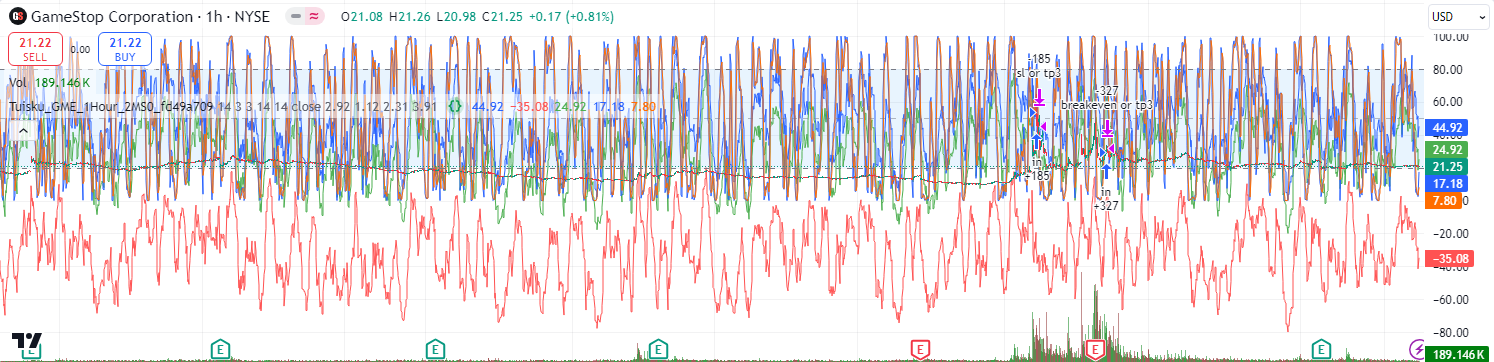 GameStop Corporation · 1h · NYSE O21.08 H21.26 L20.98 C21.25 +0.17 (+0.81%)
USD
21.22 SELL
0.00
21.22 BUY
Vol 189.146 K
Tuisku_GME_1Hour_2MS0_fd49a709 14 3 3 14 14 close 2.92 1.12 2.31 3.91 44.92 −35.08 24.92 17.18 7.80
-185
sl or tp3
-327
breakeven or tp3
in
+185
in
+327
100.00
80.00
60.00
44.92
24.92
21.25
17.18
7.80
−20.00
−35.08
−40.00
−60.00
−80.00
189.146 K
E
E
E
E
E
E
E